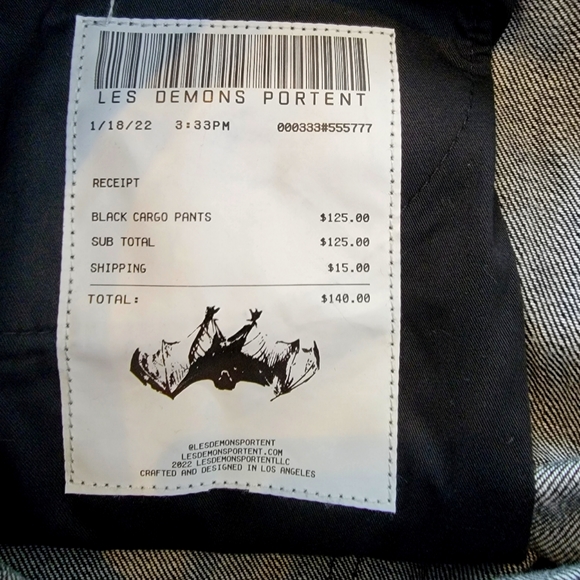 LES DEMONS PORTENT
1/18/22 3:33PM 000333#555777
RECEIPT
BLACK CARGO PANTS $125.00
SUB TOTAL $125.00
SHIPPING $15.00
TOTAL: $140.00
@LESDEMONSPORTENT
LESDEMONSPORTENT.COM
2022 LESDEMONSPORTENTLLC
CRAFTED AND DESIGNED IN LOS ANGELES